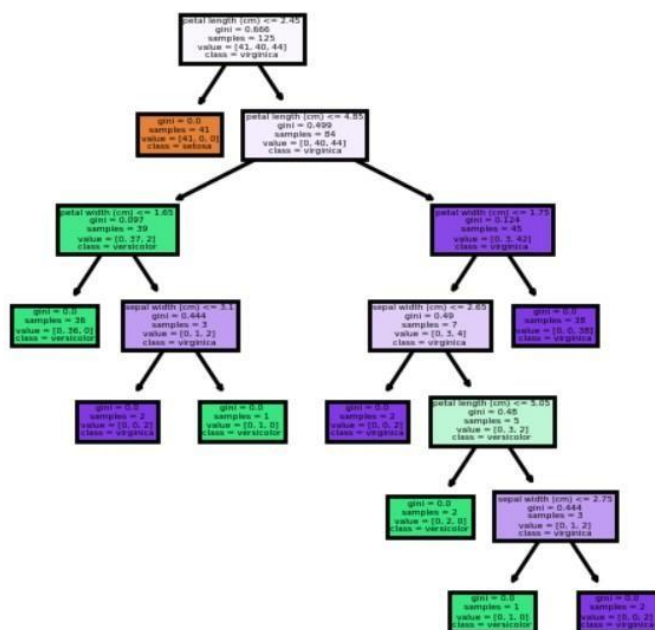 petal length (cm) <= 2.45
gini = 0.666
samples = 125
value = [41, 40, 44]
class = virginica
gini = 0.0
samples = 41
value = [41, 0, 0]
class = setosa
petal length (cm) <= 4.85
gini = 0.499
samples = 84
value = [0, 40, 44]
class = virginica
petal width (cm) <= 1.65
gini = 0.097
samples = 39
value = [0, 37, 2]
class = versicolor
petal width (cm) <= 1.75
gini = 0.124
samples = 45
value = [0, 3, 42]
class = virginica
gini = 0.0
samples = 36
value = [0, 36, 0]
class = versicolor
sepal width (cm) <= 3.1
gini = 0.444
samples = 3
value = [0, 1, 2]
class = virginica
sepal width (cm) <= 2.65
gini = 0.49
samples = 7
value = [0, 3, 4]
class = virginica
gini = 0.0
samples = 38
value = [0, 0, 38]
class = virginica
gini = 0.0
samples = 2
value = [0, 0, 2]
class = virginica
gini = 0.0
samples = 1
value = [0, 1, 0]
class = versicolor
gini = 0.0
samples = 2
value = [0, 0, 2]
class = virginica
petal length (cm) <= 5.05
gini = 0.48
samples = 5
value = [0, 3, 2]
class = versicolor
gini = 0.0
samples = 2
value = [0, 2, 0]
class = versicolor
sepal width (cm) <= 2.75
gini = 0.444
samples = 3
value = [0, 1, 2]
class = virginica
gini = 0.0
samples = 1
value = [0, 1, 0]
class = versicolor
gini = 0.0
samples = 2
value = [0, 0, 2]
class = virginica